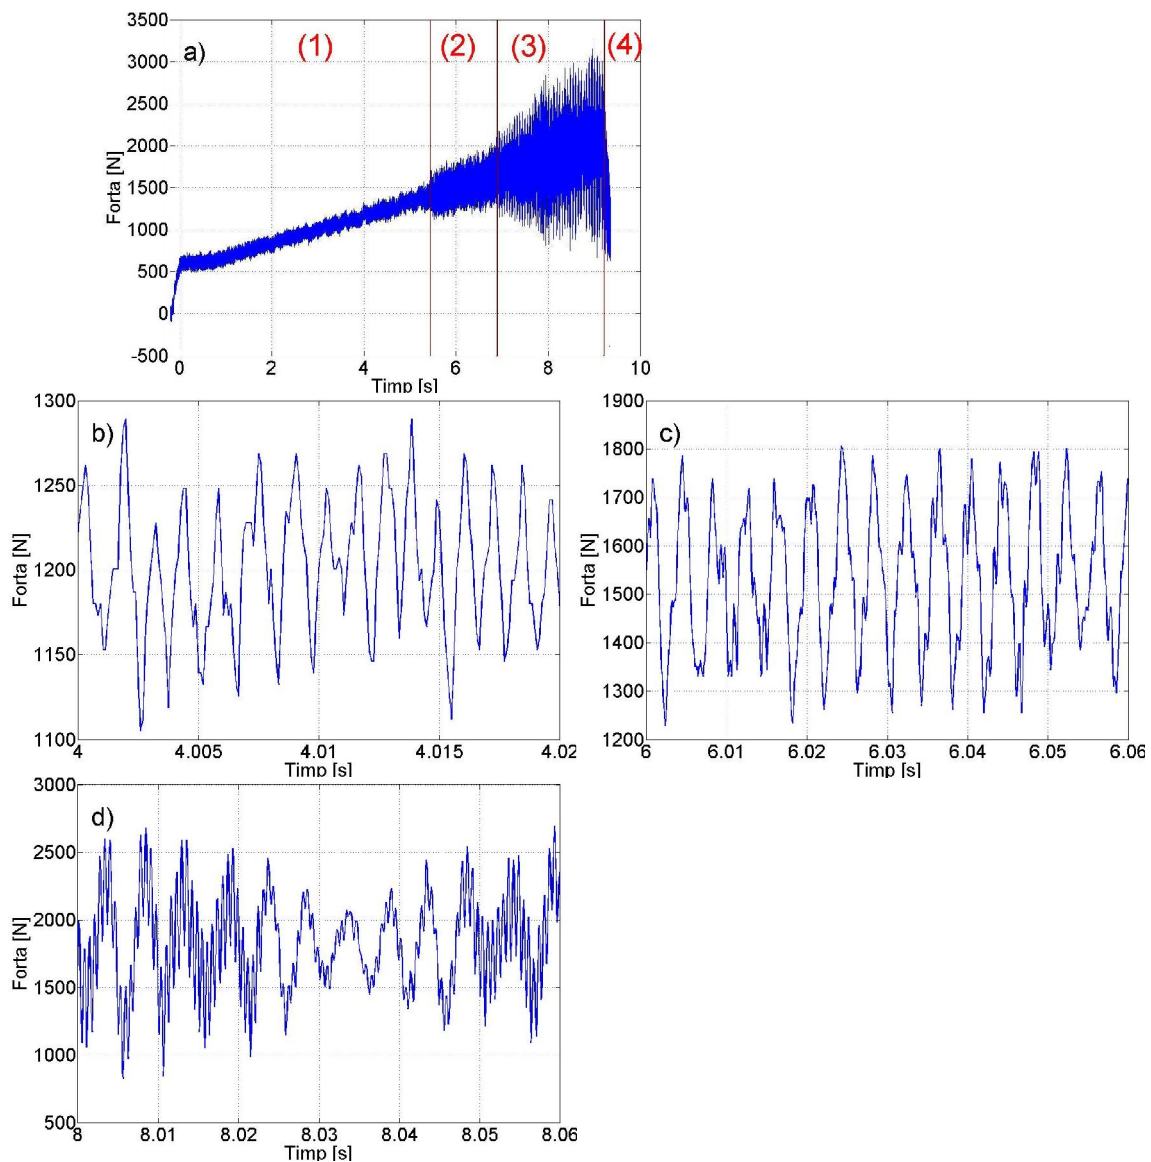 3500
3000
2500
2000
1500
1000
500
0
-500
Forta [N]
a)
(1)
(2)
(3)
(4)
0 2 4 6 8 10
Timp [s]
1300
1250
1200
1150
1100
Forta [N]
b)
4 4.005 4.01 4.015 4.02
Timp [s]
1900
1800
1700
1600
1500
1400
1300
1200
Forta [N]
c)
6 6.01 6.02 6.03 6.04 6.05 6.06
Timp [s]
3000
2500
2000
1500
1000
500
Forta [N]
d)
8 8.01 8.02 8.03 8.04 8.05 8.06
Timp [s]